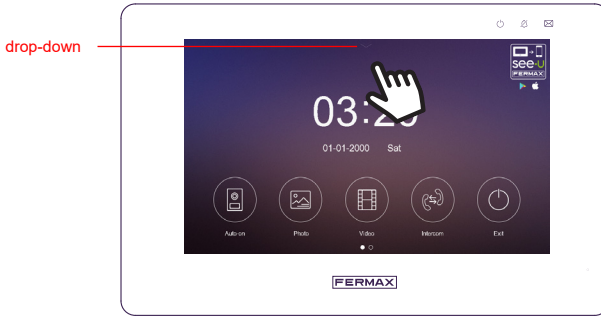 drop-down
see-U
FERMAX
03:2
01-01-2000 Sat
Auto-on Photo Video Intercom Exit
FERMAX